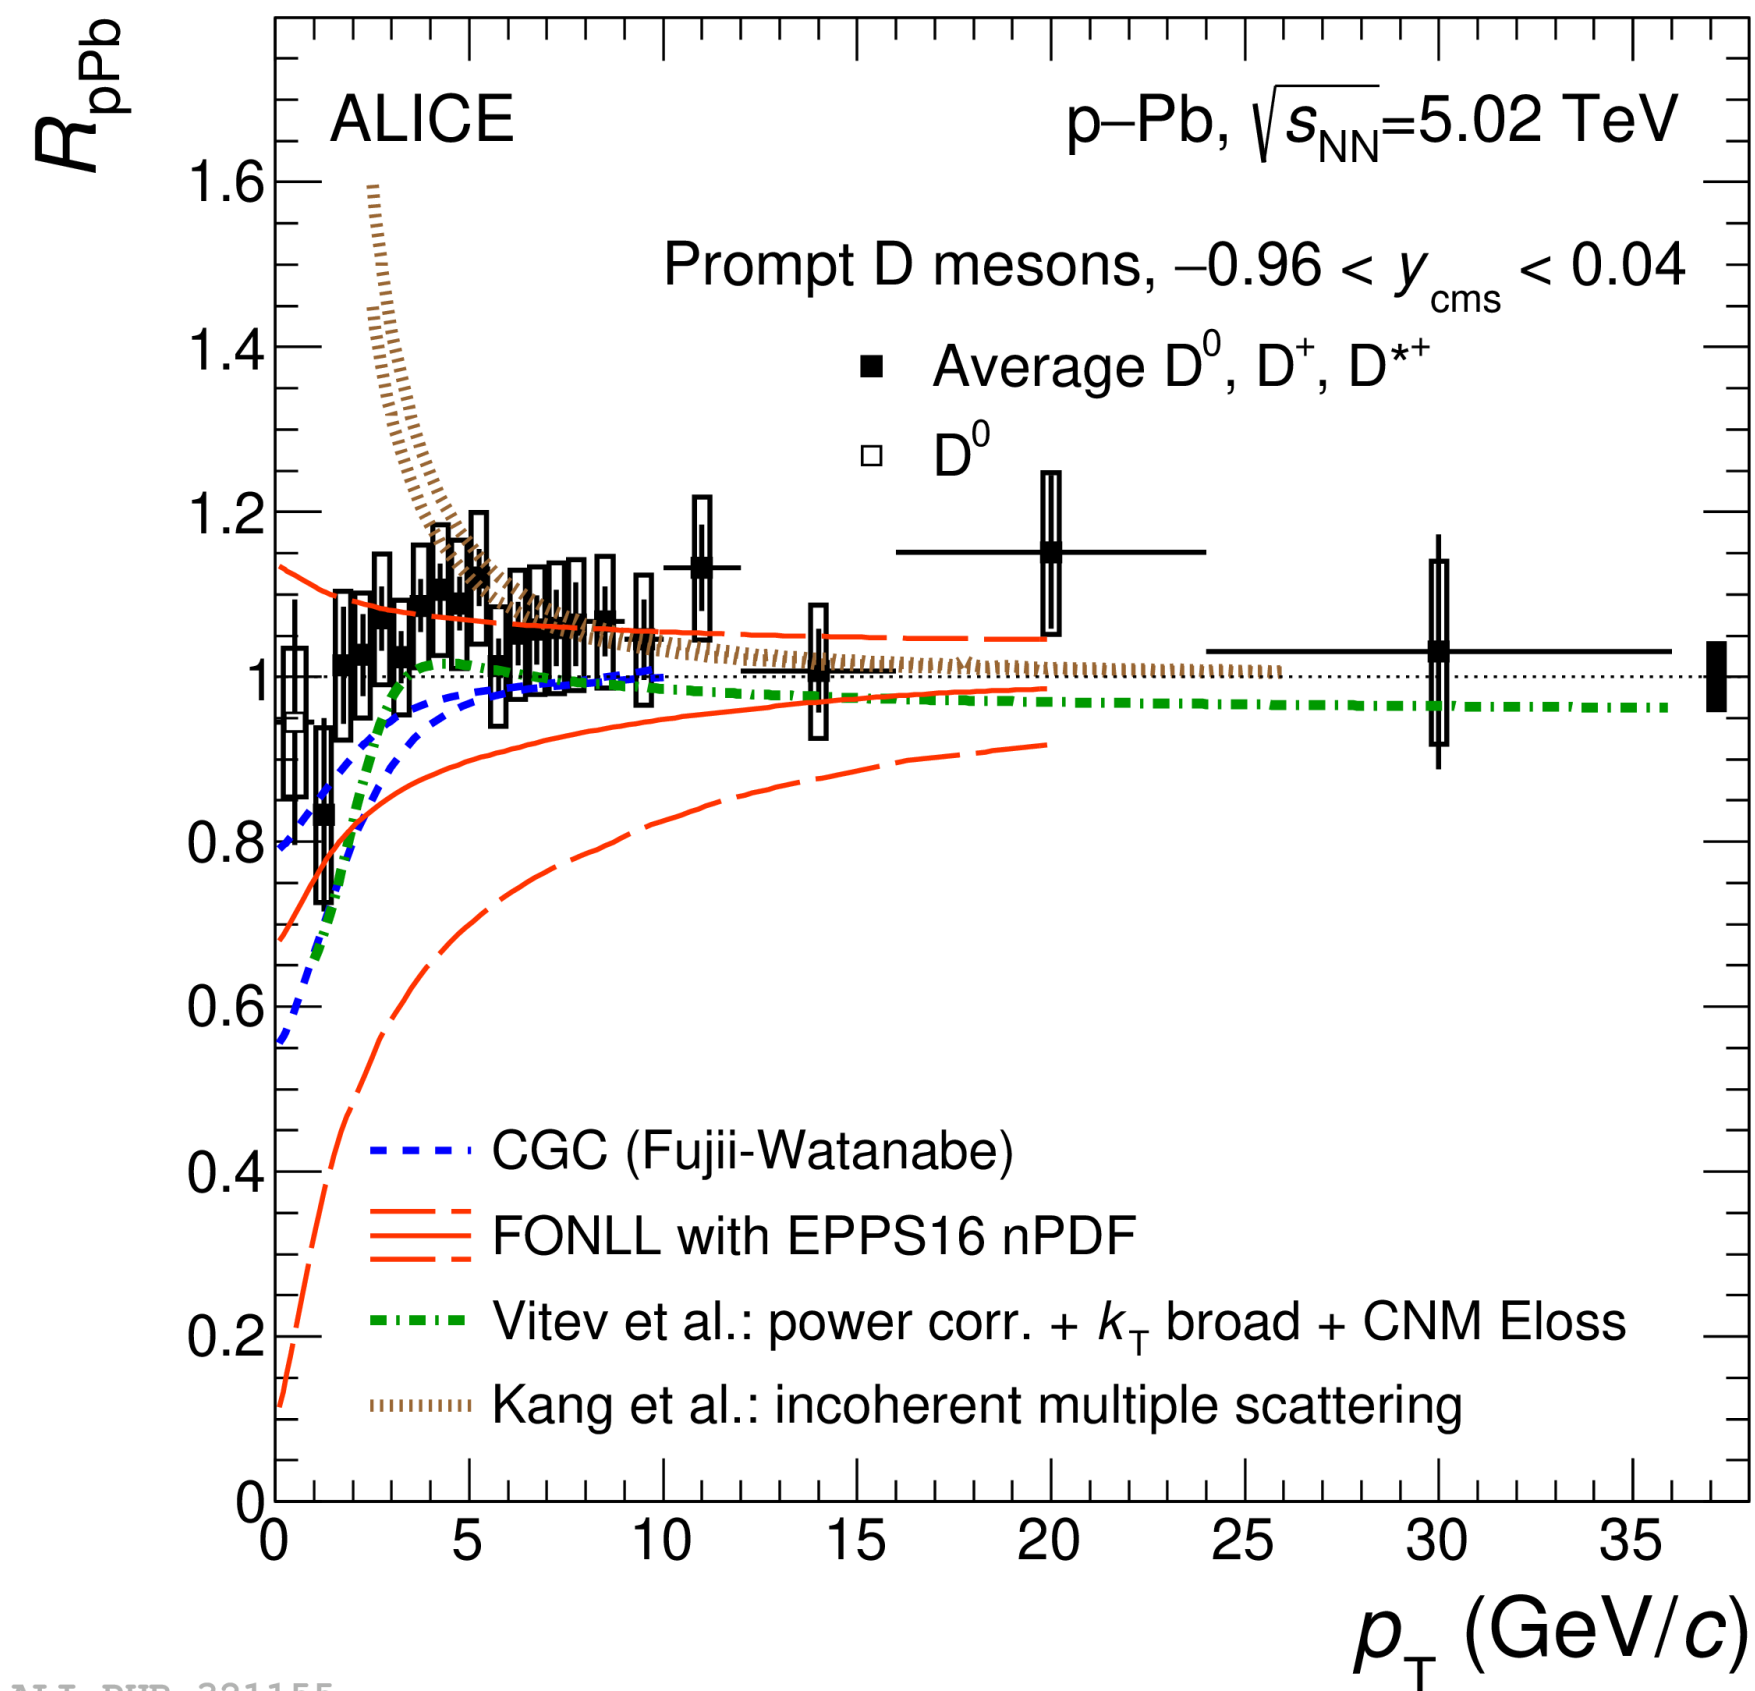 R_pPb
ALICE
p–Pb, √s_NN=5.02 TeV
1.6
Prompt D mesons, –0.96 < y_cms < 0.04
1.4
Average D⁰, D⁺, D*⁺
D⁰
1.2
1
0.8
0.6
CGC (Fujii-Watanabe)
0.4
FONLL with EPPS16 nPDF
Vitev et al.: power corr. + k_T broad + CNM Eloss
0.2
Kang et al.: incoherent multiple scattering
0
0 5 10 15 20 25 30 35
p_T (GeV/c)